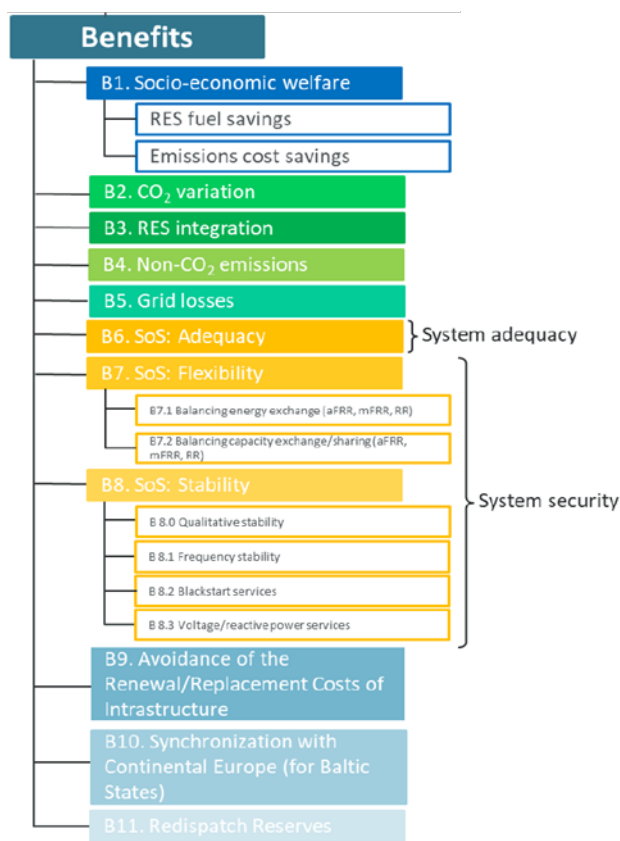 Benefits
B1. Socio-economic welfare
RES fuel savings
Emissions cost savings
B2. CO₂ variation
B3. RES integration
B4. Non-CO₂ emissions
B5. Grid losses
B6. SoS: Adequacy
System adequacy
B7. SoS: Flexibility
B7.1 Balancing energy exchange (aFRR, mFRR, RR)
B7.2 Balancing capacity exchange/sharing (aFRR,
mFRR, RR)
B8. SoS: Stability
System security
B 8.0 Qualitative stability
B 8.1 Frequency stability
B 8.2 Blackstart services
B 8.3 Voltage/reactive power services
B9. Avoidance of the
Renewal/Replacement Costs of
Intrastructure
B10. Synchronization with
Continental Europe (for Baltic
States)
B11. Redispatch Reserves